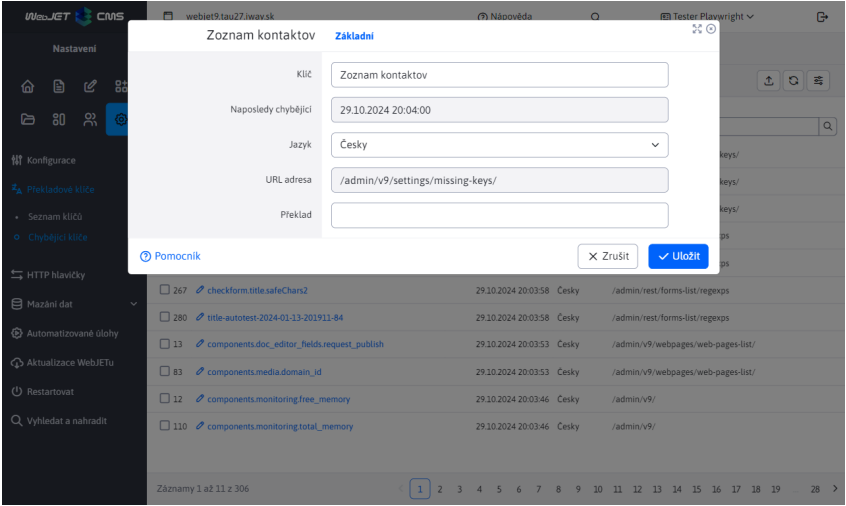 WebJET CMS
webjet9.tau27.iway.sk
Nápověda
Tester Playwright
Nastavení
Konfigurace
Překladové klíče
Seznam klíčů
Chybějící klíče
HTTP hlavičky
Mazání dat
Automatizované úlohy
Aktualizace WebJETu
Restartovat
Vyhledat a nahradit
Zoznam kontaktov Základní
Klíč Zoznam kontaktov
Naposledy chybějící 29.10.2024 20:04:00
Jazyk Česky
URL adresa /admin/v9/settings/missing-keys/
Překlad
Pomocník Zrušit Uložit
keys/
keys/
keys/
ps
ps
267 checkform.title.safeChars2 29.10.2024 20:03:58 Česky /admin/rest/forms-list/regexps
280 title-autotest-2024-01-13-201911-84 29.10.2024 20:03:58 Česky /admin/rest/forms-list/regexps
13 components.doc_editor_fields.request_publish 29.10.2024 20:03:53 Česky /admin/v9/webpages/web-pages-list/
83 components.media.domain_id 29.10.2024 20:03:53 Česky /admin/v9/webpages/web-pages-list/
12 components.monitoring.free_memory 29.10.2024 20:03:46 Česky /admin/v9/
110 components.monitoring.total_memory 29.10.2024 20:03:46 Česky /admin/v9/
Záznamy 1 až 11 z 306 1 2 3 4 5 6 7 8 9 10 11 12 13 14 15 16 17 18 19 … 28